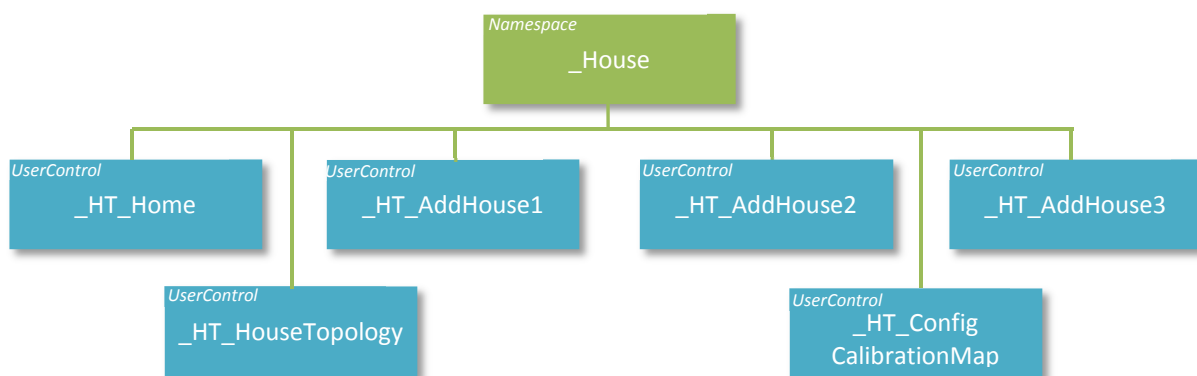 Namespace
_House
UserControl
_HT_Home
UserControl
_HT_AddHouse1
UserControl
_HT_AddHouse2
UserControl
_HT_AddHouse3
UserControl
_HT_HouseTopology
UserControl
_HT_Config
CalibrationMap